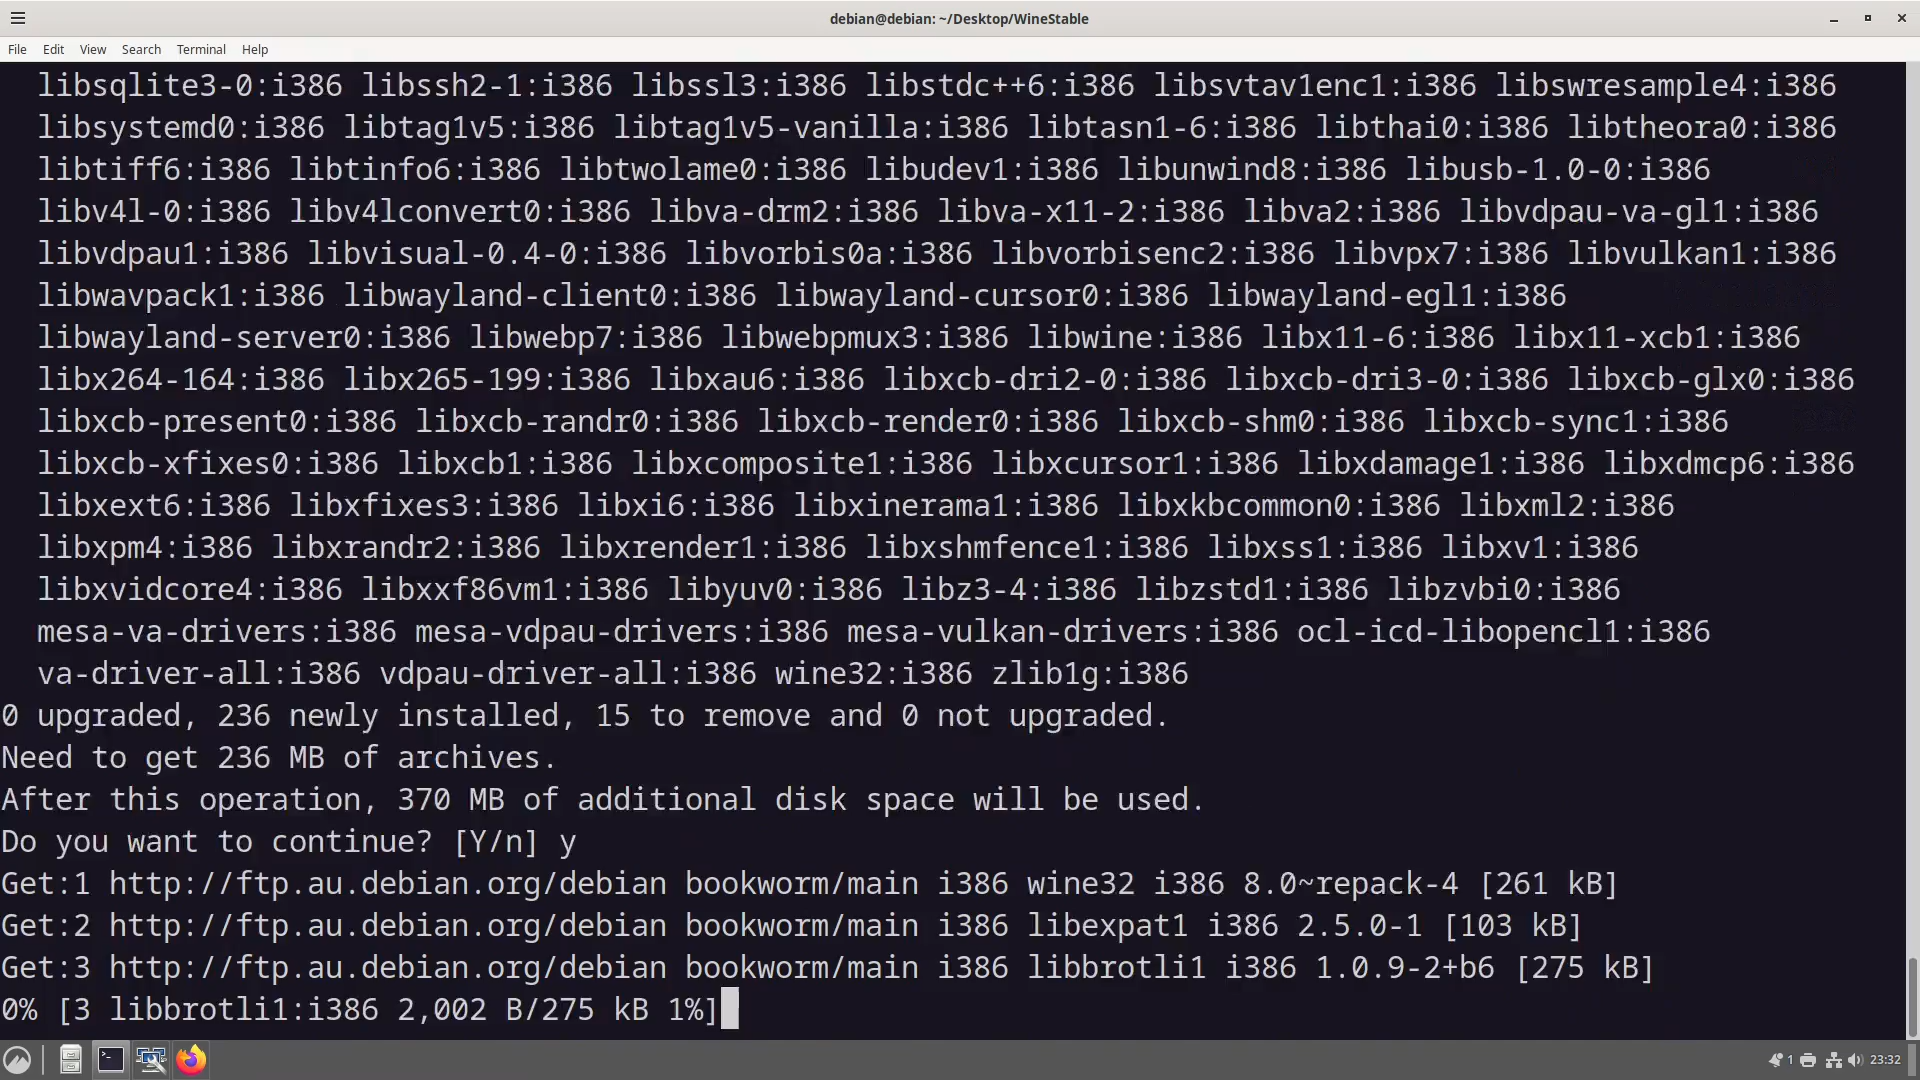 debian@debian: ~/Desktop/WineStable
File Edit View Search Terminal Help
libsqlite3-0:i386 libssh2-1:i386 libssl3:i386 libstdc++6:i386 libsvtav1enc1:i386 libswresample4:i386
libsystemd0:i386 libtag1v5:i386 libtag1v5-vanilla:i386 libtasn1-6:i386 libthai0:i386 libtheora0:i386
libtiff6:i386 libtinfo6:i386 libtwolame0:i386 libudev1:i386 libunwind8:i386 libusb-1.0-0:i386
libv4l-0:i386 libv4lconvert0:i386 libva-drm2:i386 libva-x11-2:i386 libva2:i386 libvdpau-va-gl1:i386
libvdpau1:i386 libvisual-0.4-0:i386 libvorbis0a:i386 libvorbisenc2:i386 libvpx7:i386 libvulkan1:i386
libwavpack1:i386 libwayland-client0:i386 libwayland-cursor0:i386 libwayland-egl1:i386
libwayland-server0:i386 libwebp7:i386 libwebpmux3:i386 libwine:i386 libx11-6:i386 libx11-xcb1:i386
libx264-164:i386 libx265-199:i386 libxau6:i386 libxcb-dri2-0:i386 libxcb-dri3-0:i386 libxcb-glx0:i386
libxcb-present0:i386 libxcb-randr0:i386 libxcb-render0:i386 libxcb-shm0:i386 libxcb-sync1:i386
libxcb-xfixes0:i386 libxcb1:i386 libxcomposite1:i386 libxcursor1:i386 libxdamage1:i386 libxdmcp6:i386
libxext6:i386 libxfixes3:i386 libxi6:i386 libxinerama1:i386 libxkbcommon0:i386 libxml2:i386
libxpm4:i386 libxrandr2:i386 libxrender1:i386 libxshmfence1:i386 libxss1:i386 libxv1:i386
libxvidcore4:i386 libxxf86vm1:i386 libyuv0:i386 libz3-4:i386 libzstd1:i386 libzvbi0:i386
mesa-va-drivers:i386 mesa-vdpau-drivers:i386 mesa-vulkan-drivers:i386 ocl-icd-libopencl1:i386
va-driver-all:i386 vdpau-driver-all:i386 wine32:i386 zlib1g:i386
0 upgraded, 236 newly installed, 15 to remove and 0 not upgraded.
Need to get 236 MB of archives.
After this operation, 370 MB of additional disk space will be used.
Do you want to continue? [Y/n] y
Get:1 http://ftp.au.debian.org/debian bookworm/main i386 wine32 i386 8.0~repack-4 [261 kB]
Get:2 http://ftp.au.debian.org/debian bookworm/main i386 libexpat1 i386 2.5.0-1 [103 kB]
Get:3 http://ftp.au.debian.org/debian bookworm/main i386 libbrotli1 i386 1.0.9-2+b6 [275 kB]
0% [3 libbrotli1:i386 2,002 B/275 kB 1%]
1 23:32